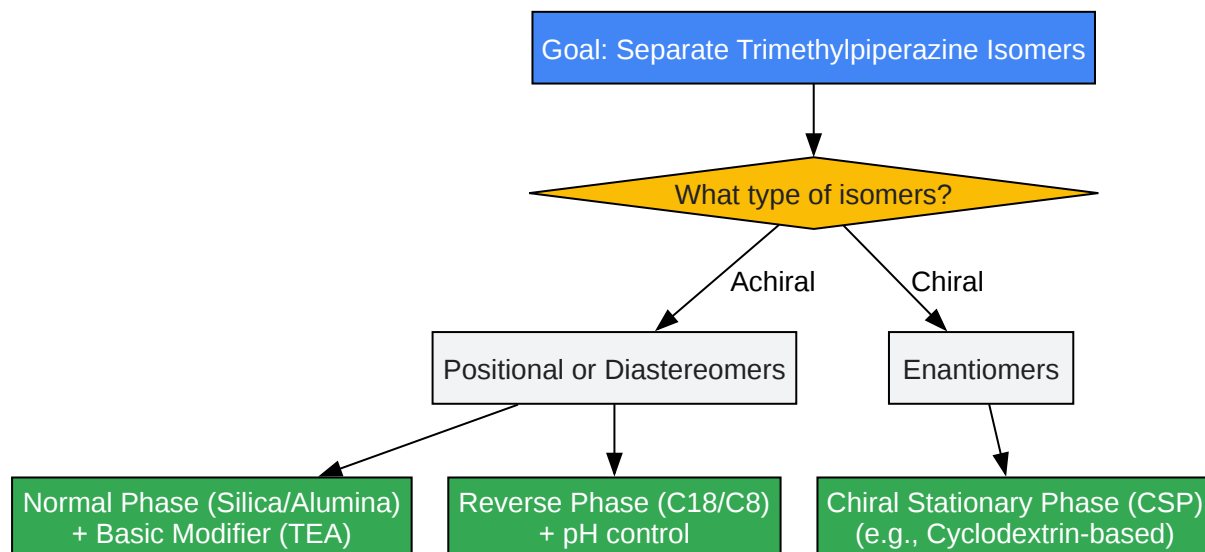 Goal: Separate Trimethylpiperazine Isomers
What type of isomers?
Achiral
Chiral
Positional or Diastereomers
Enantiomers
Normal Phase (Silica/Alumina)
+ Basic Modifier (TEA)
Reverse Phase (C18/C8)
+ pH control
Chiral Stationary Phase (CSP)
(e.g., Cyclodextrin-based)